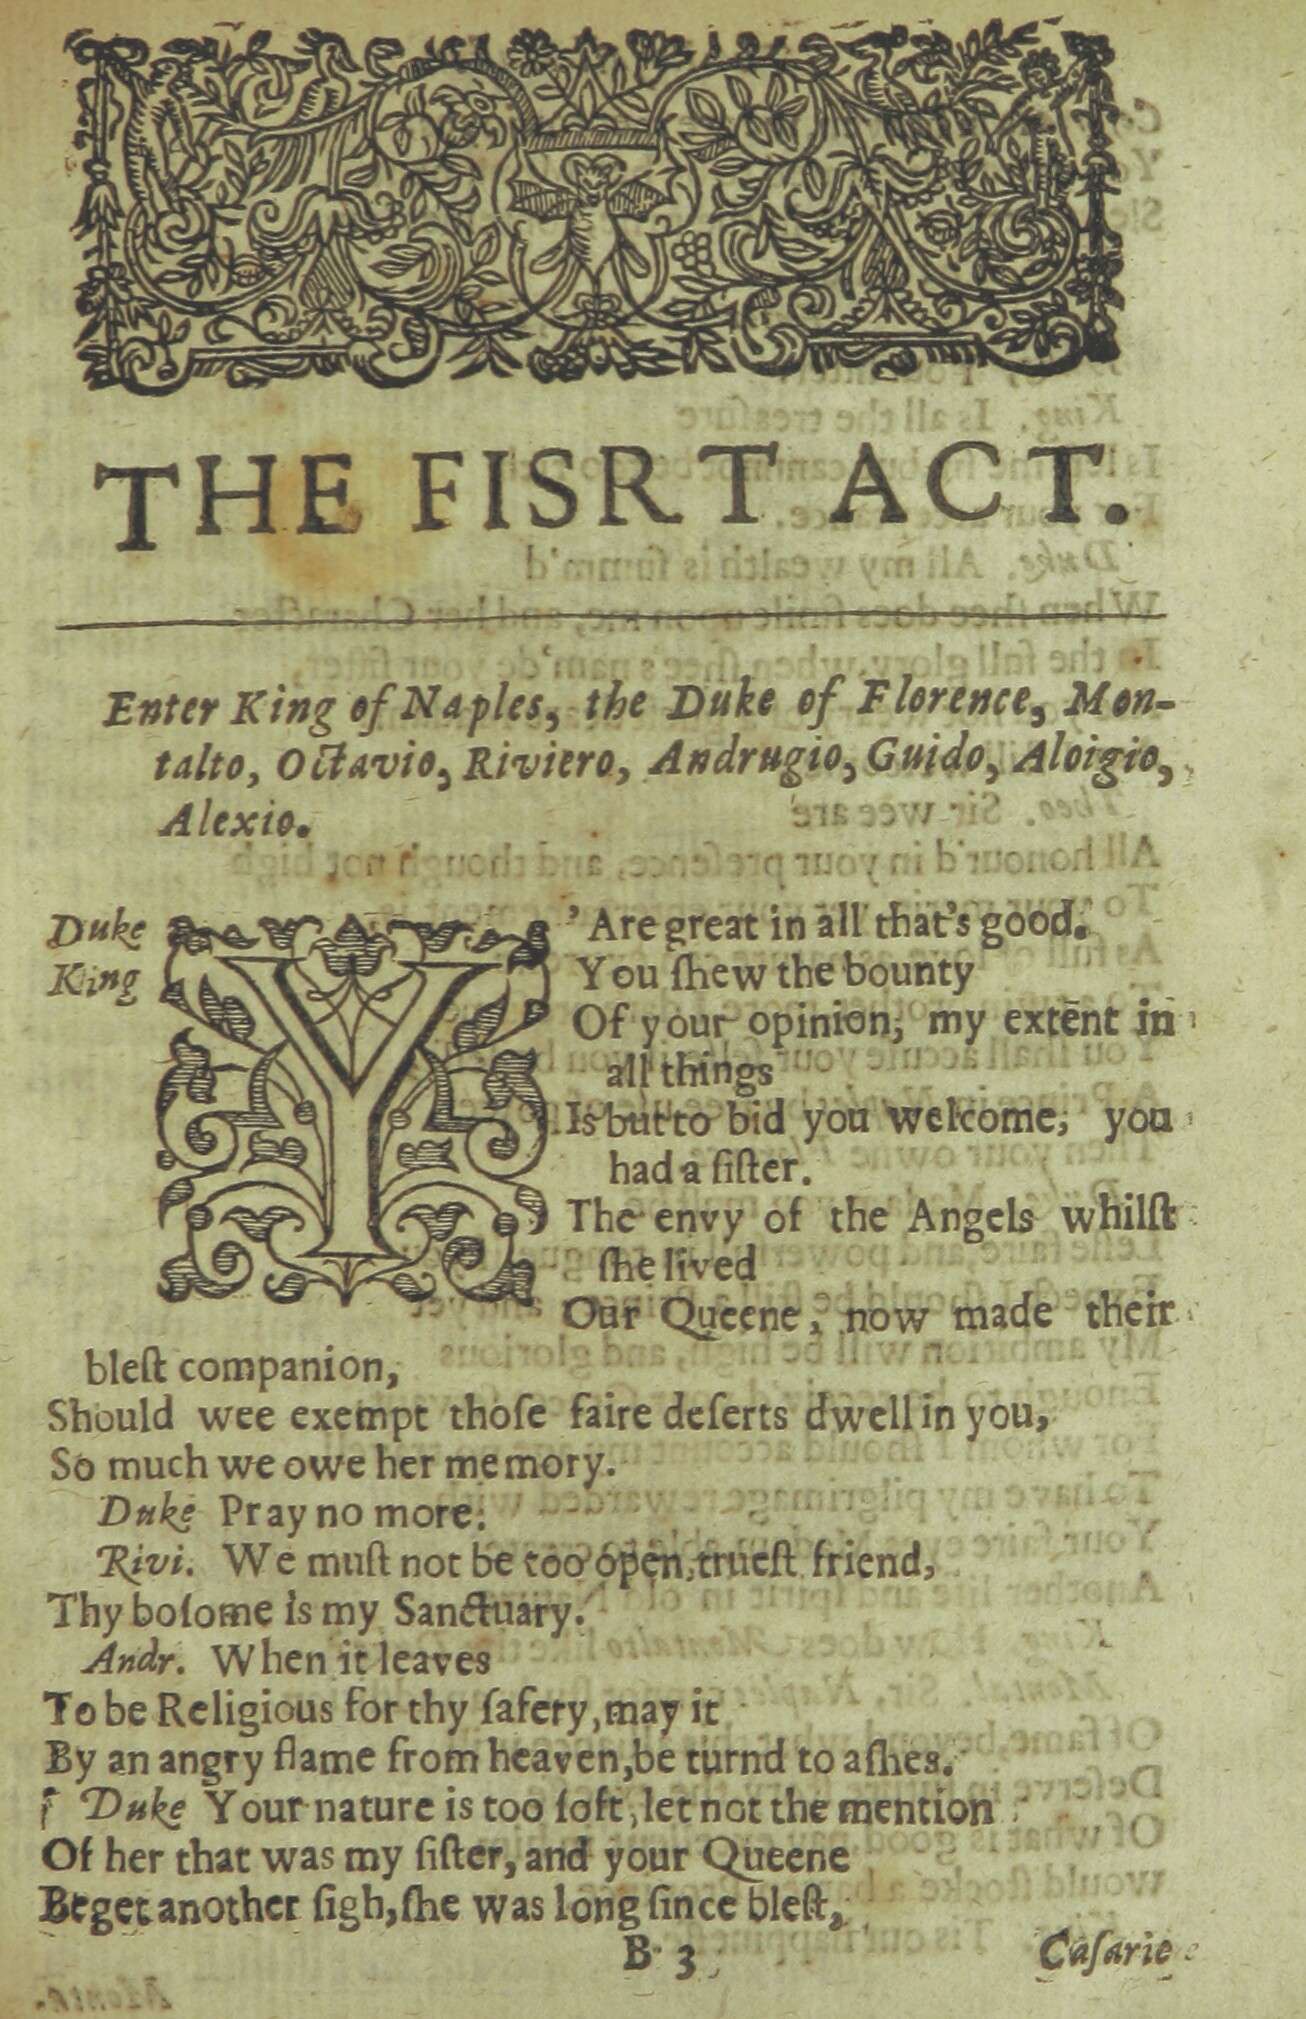 THE FISRT ACT.
Enter King of Naples, the Duke of Florence, Mon-
talto, Octavio, Riviero, Andrugio, Guido, Aloigio,
Alexio.
Duke Y'Are great in all that's good.
King You ſhew the bounty
Of your opinion, my extēnt in
all things
Is but to bid you welcome, you
had a ſiſter.
The envy of the Angels whilſt
ſhe lived
Our Queene, now made their
bleſt companion,
Should wee exempt thoſe faire deſerts dwell in you,
So much we owe her memory.
Duke Pray no more.
Rivi. We muſt not be too open, trueſt friend,
Thy boſome is my Sanctuary.
Andr. When it leaves
To be Religious for thy ſafety, may it
By an angry flame from heaven, be turnd to aſhes.
Duke Your nature is too ſoft, let not the mention
Of her that was my ſiſter, and your Queene
Beget another ſigh, ſhe was long ſince bleſt,
B 3
Caſarie